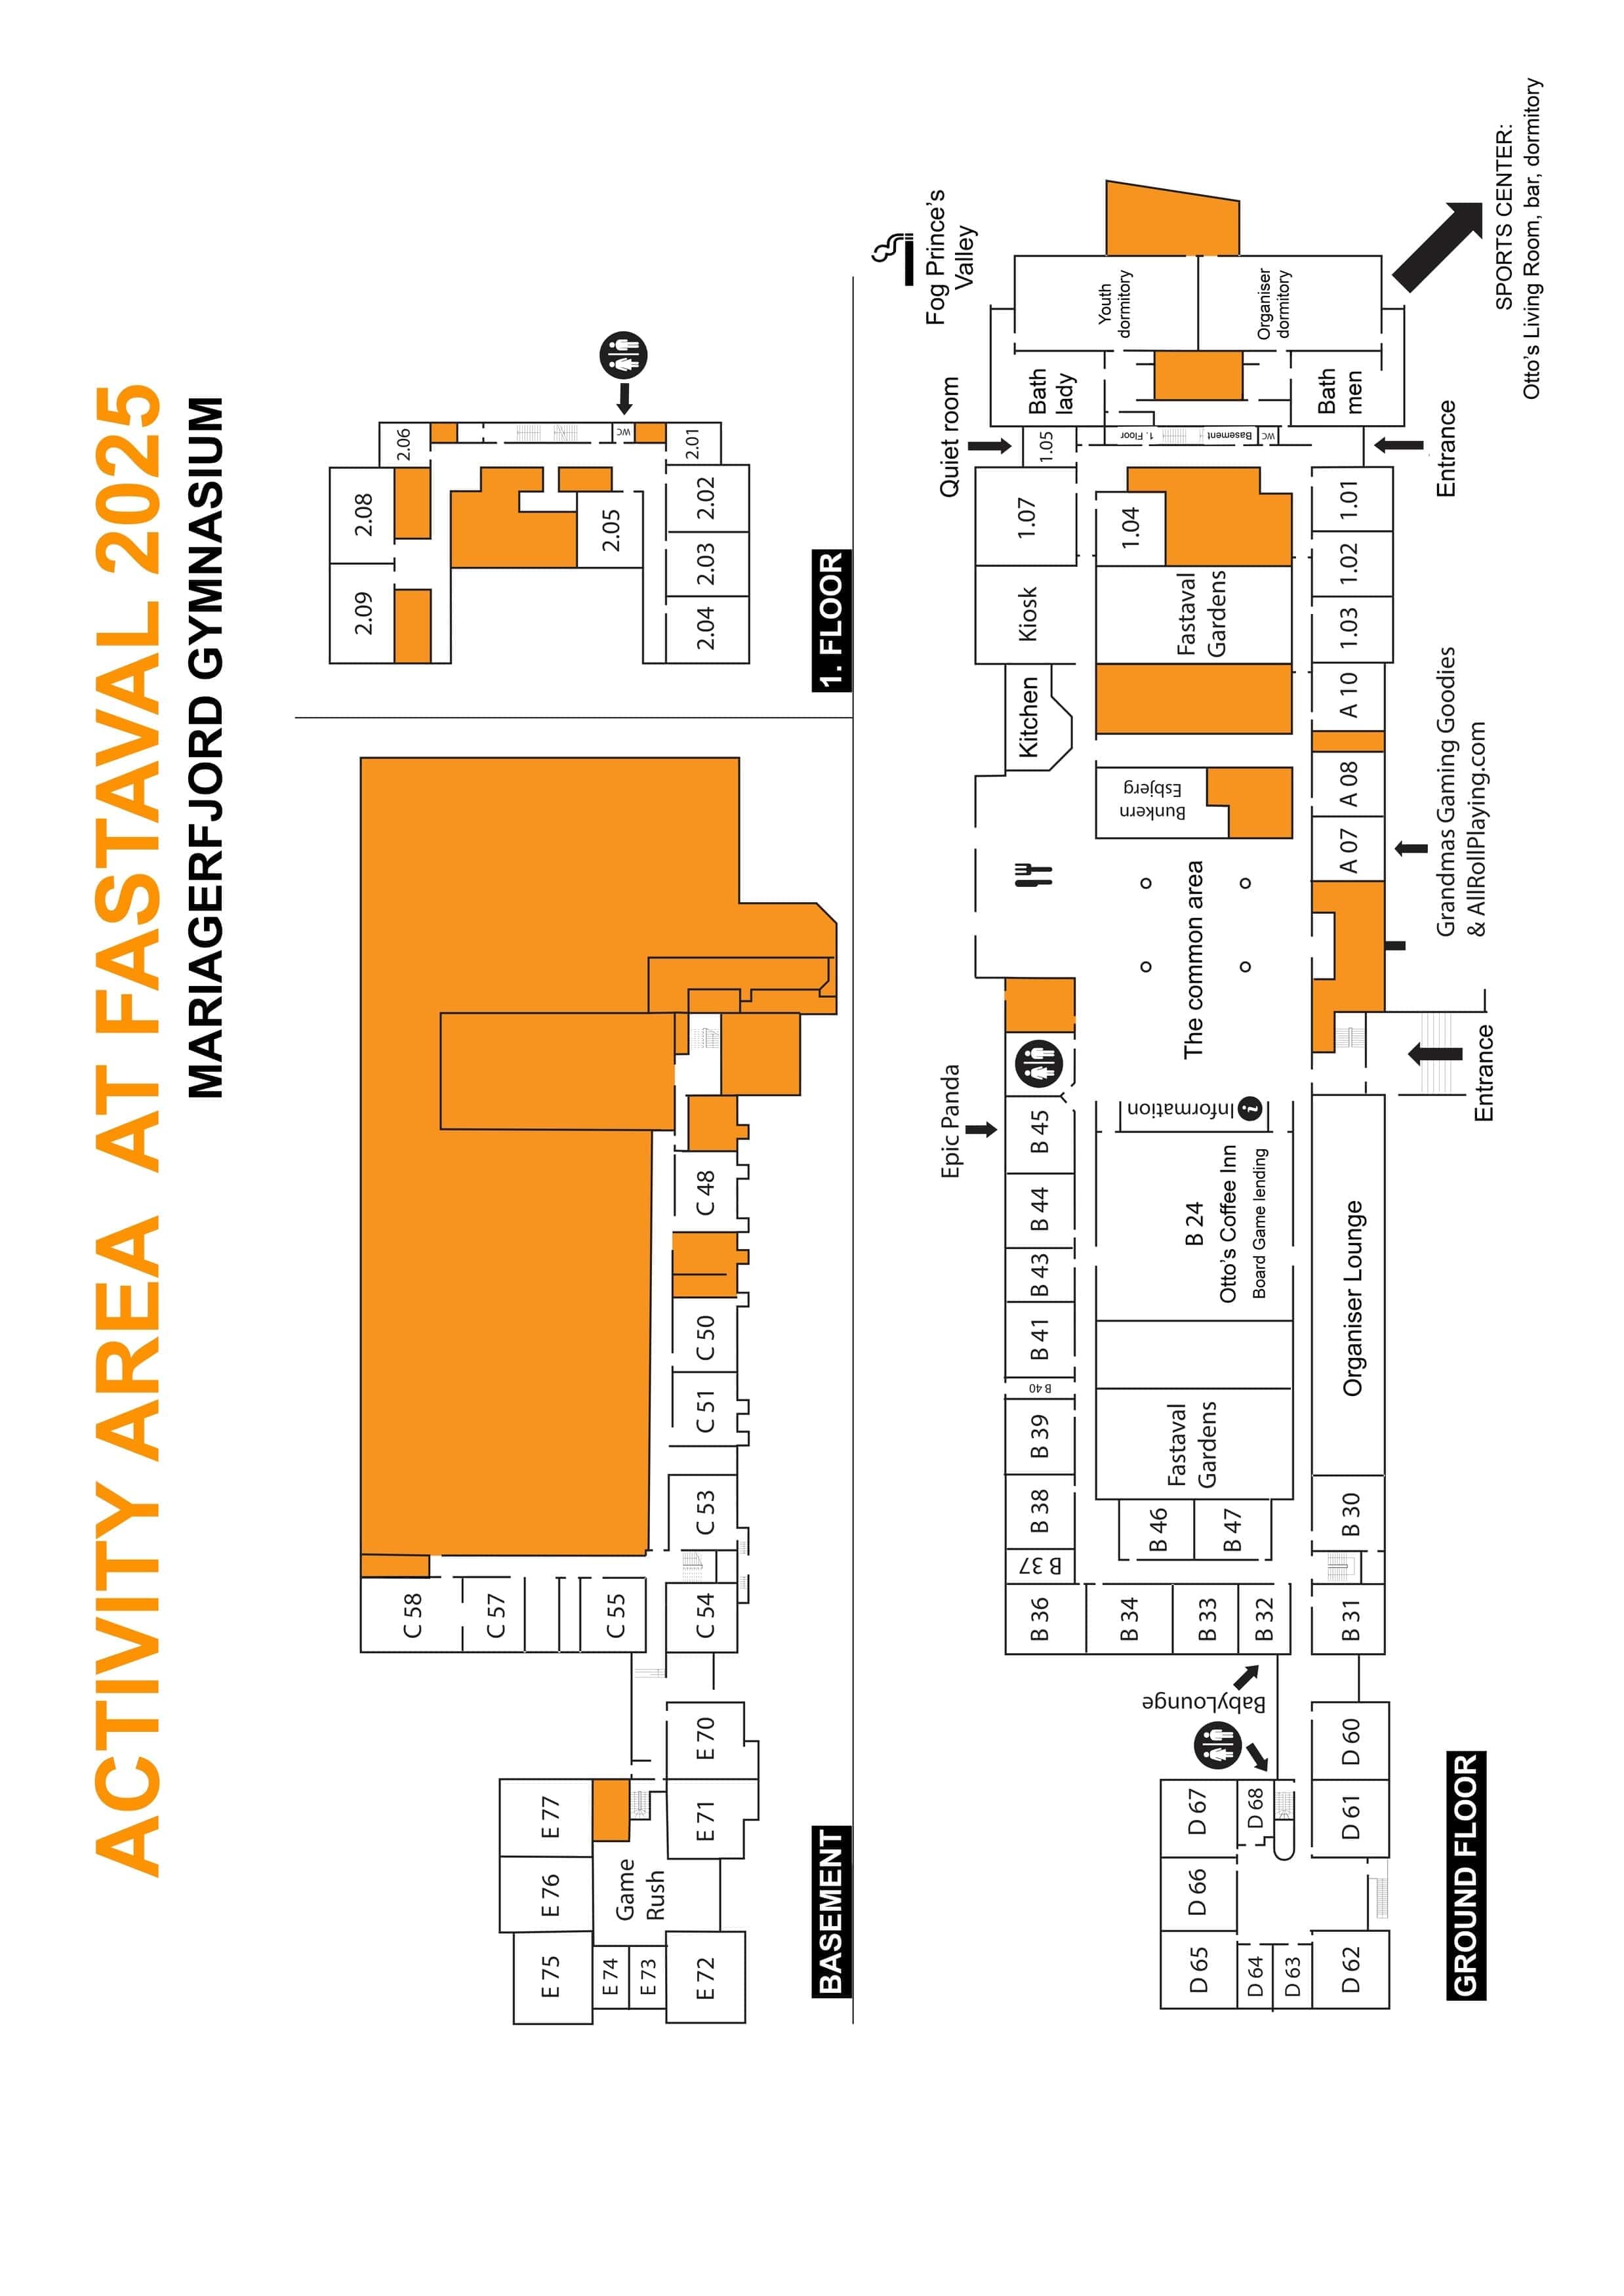 ACTIVITY AREA AT FASTAVAL 2025
MARIAGERFJORD GYMNASIUM
E 75
E 76
E 77
E 74
E 73
Game
Rush
E 72
E 71
E 70
C 58
C 57
C 55
C 54
C 53
C 51
C 50
C 48
BASEMENT
2.09
2.08
2.06
2.05
WC
2.04
2.03
2.02
2.01
1. FLOOR
Fog Prince's
Valley
Epic Panda
Quiet room
B 36
B 37
B 38
B 39
B 40
B 41
B 43
B 44
B 45
Kitchen
Kiosk
1.07
1.05
Bath
lady
Youth
dormitory
B 34
B 33
B 32
B 46
B 47
Fastaval
Gardens
B 24
Otto's Coffee Inn
Board Game lending
Information
The common area
Bunkern
Esbjerg
Fastaval
Gardens
1.04
1. Floor
Basement
WC
Organiser
dormitory
BabyLounge
D 65
D 66
D 67
D 64
D 63
D 68
D 62
D 61
D 60
B 31
B 30
Organiser Lounge
A 07
A 08
A 10
1.03
1.02
1.01
Bath
men
Entrance
Grandmas Gaming Goodies
& AllRollPlaying.com
Entrance
SPORTS CENTER:
Otto's Living Room, bar, dormitory
GROUND FLOOR